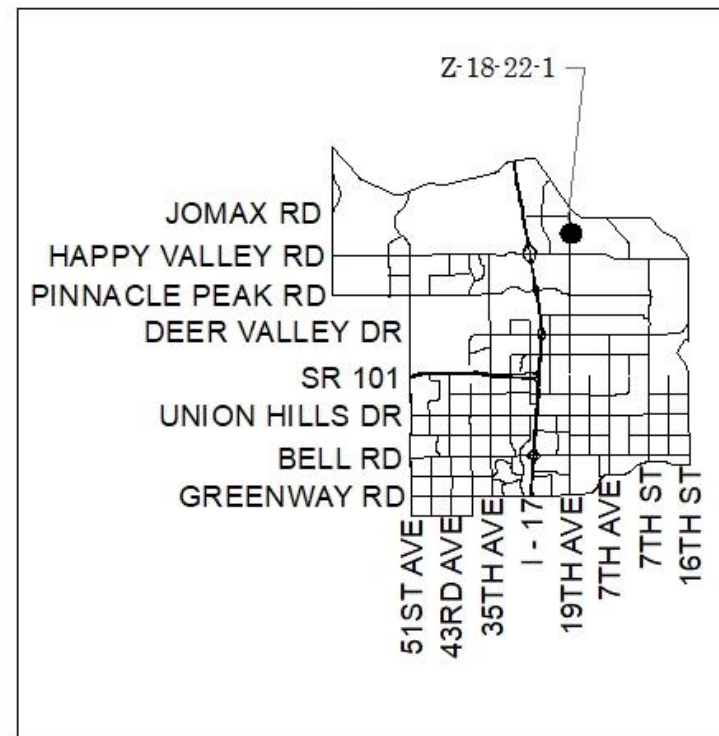 Z-18-22-1
JOMAX RD
HAPPY VALLEY RD
PINNACLE PEAK RD
DEER VALLEY DR
SR 101
UNION HILLS DR
BELL RD
GREENWAY RD
51ST AVE
43RD AVE
35TH AVE
I - 17
19TH AVE
7TH AVE
7TH ST
16TH ST